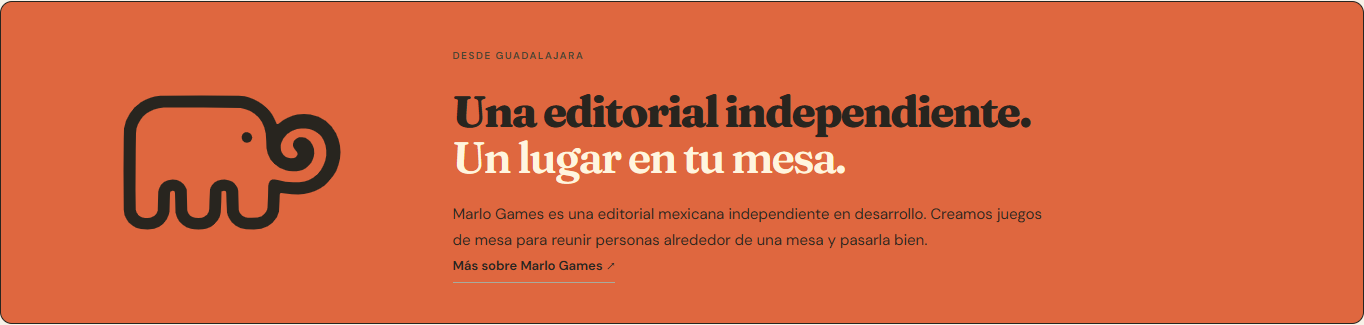 DESDE GUADALAJARA
Una editorial independiente.
Un lugar en tu mesa.
Marlo Games es una editorial mexicana independiente en desarrollo. Creamos juegos
de mesa para reunir personas alrededor de una mesa y pasarla bien.
Más sobre Marlo Games ↗